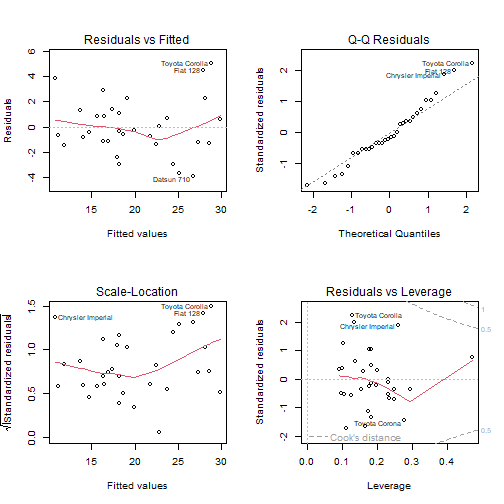 Residuals vs Fitted
Residuals
6
4
2
0
-2
-4
Toyota Corolla
Fiat 128
Datsun 710
15 20 25 30
Fitted values
Q-Q Residuals
Standardized residuals
2
1
0
-1
Toyota Corolla
Fiat 128
Chrysler Imperial
-2 -1 0 1 2
Theoretical Quantiles
Scale-Location
√|Standardized residuals|
1.5
1.0
0.5
0.0
Toyota Corolla
Fiat 128
Chrysler Imperial
15 20 25 30
Fitted values
Residuals vs Leverage
Standardized residuals
2
1
0
-1
-2
Toyota Corolla
Chrysler Imperial
Toyota Corona
Cook's distance
1
0.5
0.5
0.0 0.1 0.2 0.3 0.4
Leverage